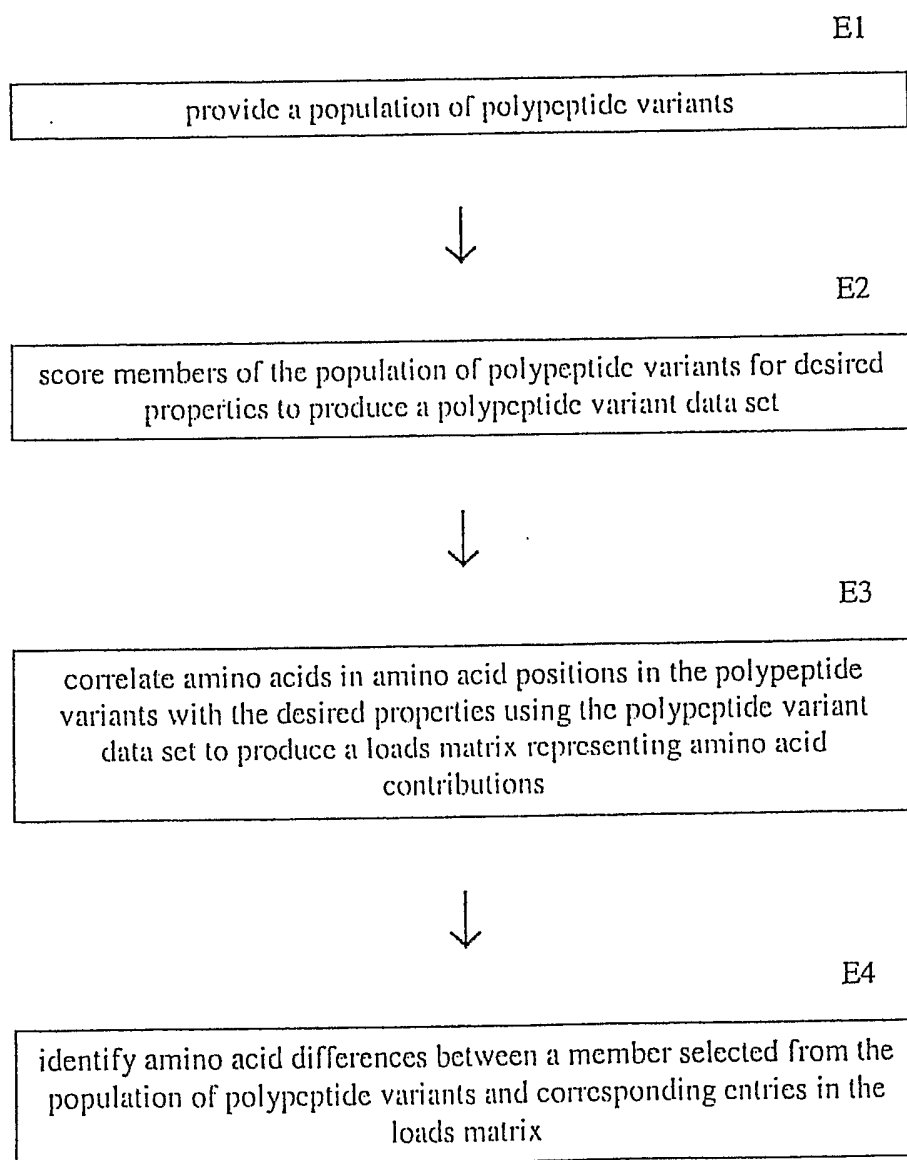 E1
provide a population of polypeptide variants
E2
score members of the population of polypeptide variants for desired
properties to produce a polypeptide variant data set
E3
correlate amino acids in amino acid positions in the polypeptide
variants with the desired properties using the polypeptide variant
data set to produce a loads matrix representing amino acid
contributions
E4
identify amino acid differences between a member selected from the
population of polypeptide variants and corresponding entries in the
loads matrix